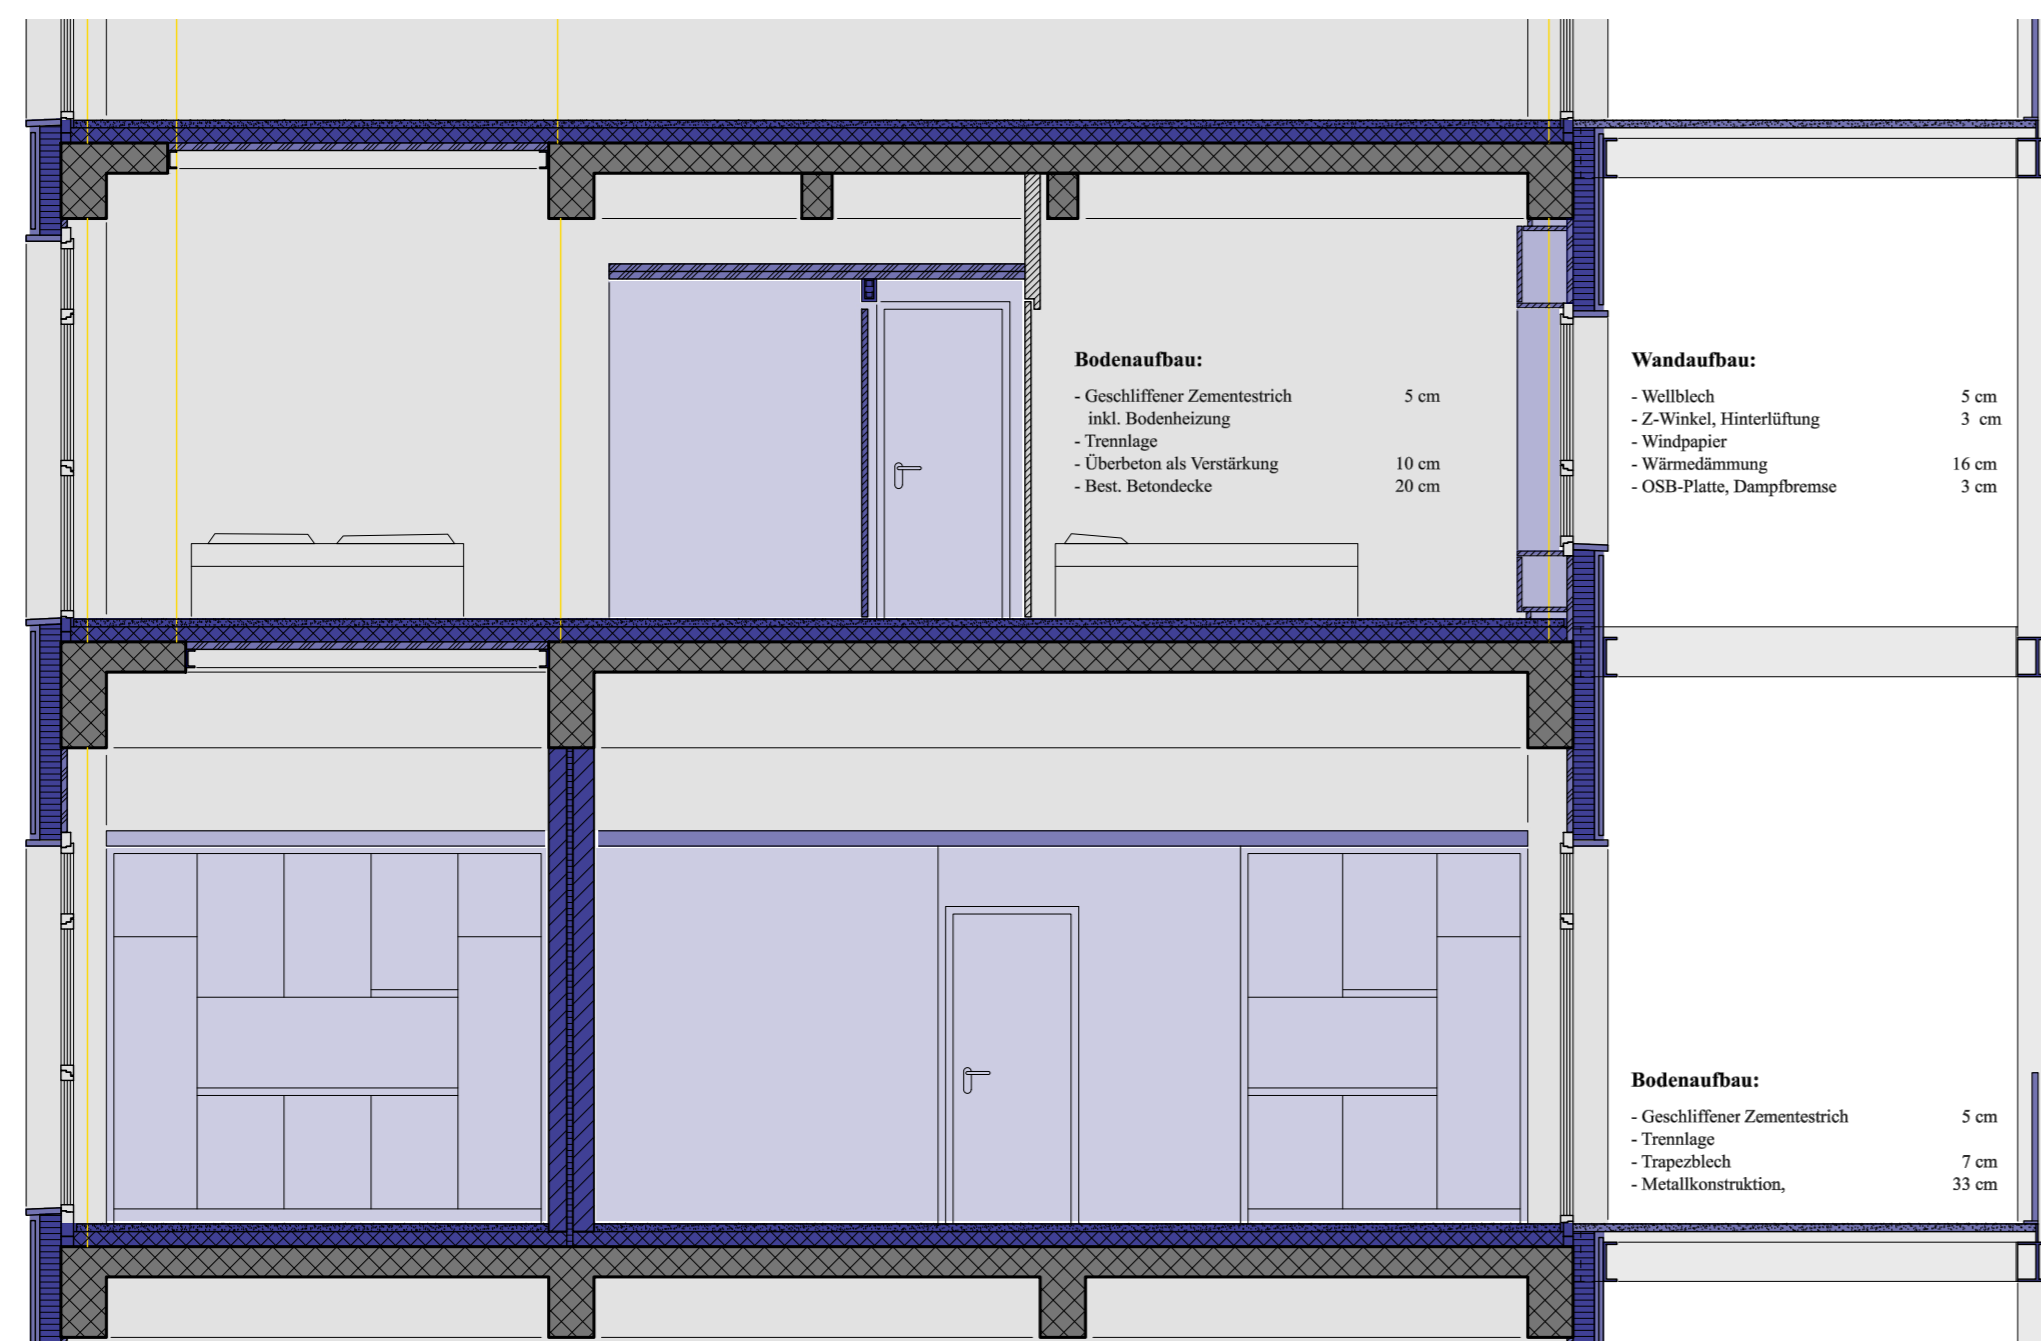 Bodenaufbau:
- Geschliffener Zementestrich 5 cm
inkl. Bodenheizung
- Trennlage
- Überbeton als Verstärkung 10 cm
- Best. Betondecke 20 cm
Wandaufbau:
- Wellblech 5 cm
- Z-Winkel, Hinterlüftung 3 cm
- Windpapier
- Wärmedämmung 16 cm
- OSB-Platte, Dampfbremse 3 cm
Bodenaufbau:
- Geschliffener Zementestrich 5 cm
- Trennlage
- Trapezblech 7 cm
- Metallkonstruktion, 33 cm